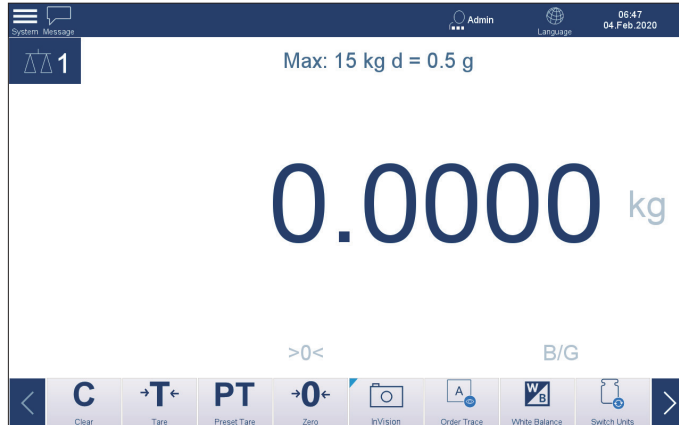 System Message
Admin
Language
06:47
04.Feb.2020
1
Max: 15 kg d = 0.5 g
0.0000 kg
>0<
B/G
C
Clear
→T←
Tare
PT
Preset Tare
→0←
Zero
InVision
A
Order Trace
W
B
White Balance
Switch Units